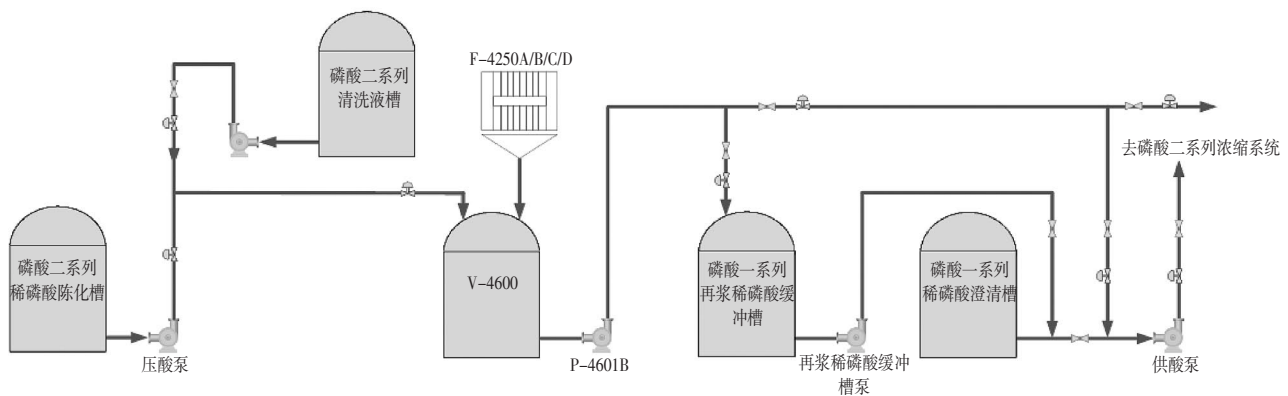 磷酸二系列
清洗液槽
F-4250A/B/C/D
去磷酸二系列浓缩系统
磷酸二系列
稀磷酸陈化槽
V-4600
磷酸一系列
再浆稀磷酸缓
冲槽
磷酸一系列
稀磷酸澄清槽
压酸泵
P-4601B
再浆稀磷酸缓冲
槽泵
供酸泵